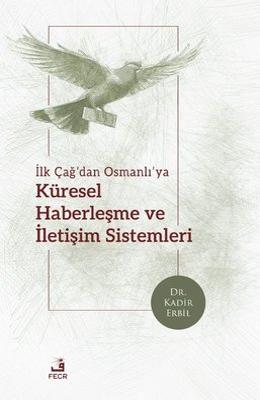 İlk Çağ'dan Osmanlı'ya
Küresel
Haberleşme ve
İletişim Sistemleri
DR.
KADİR
ERBİL
FECR